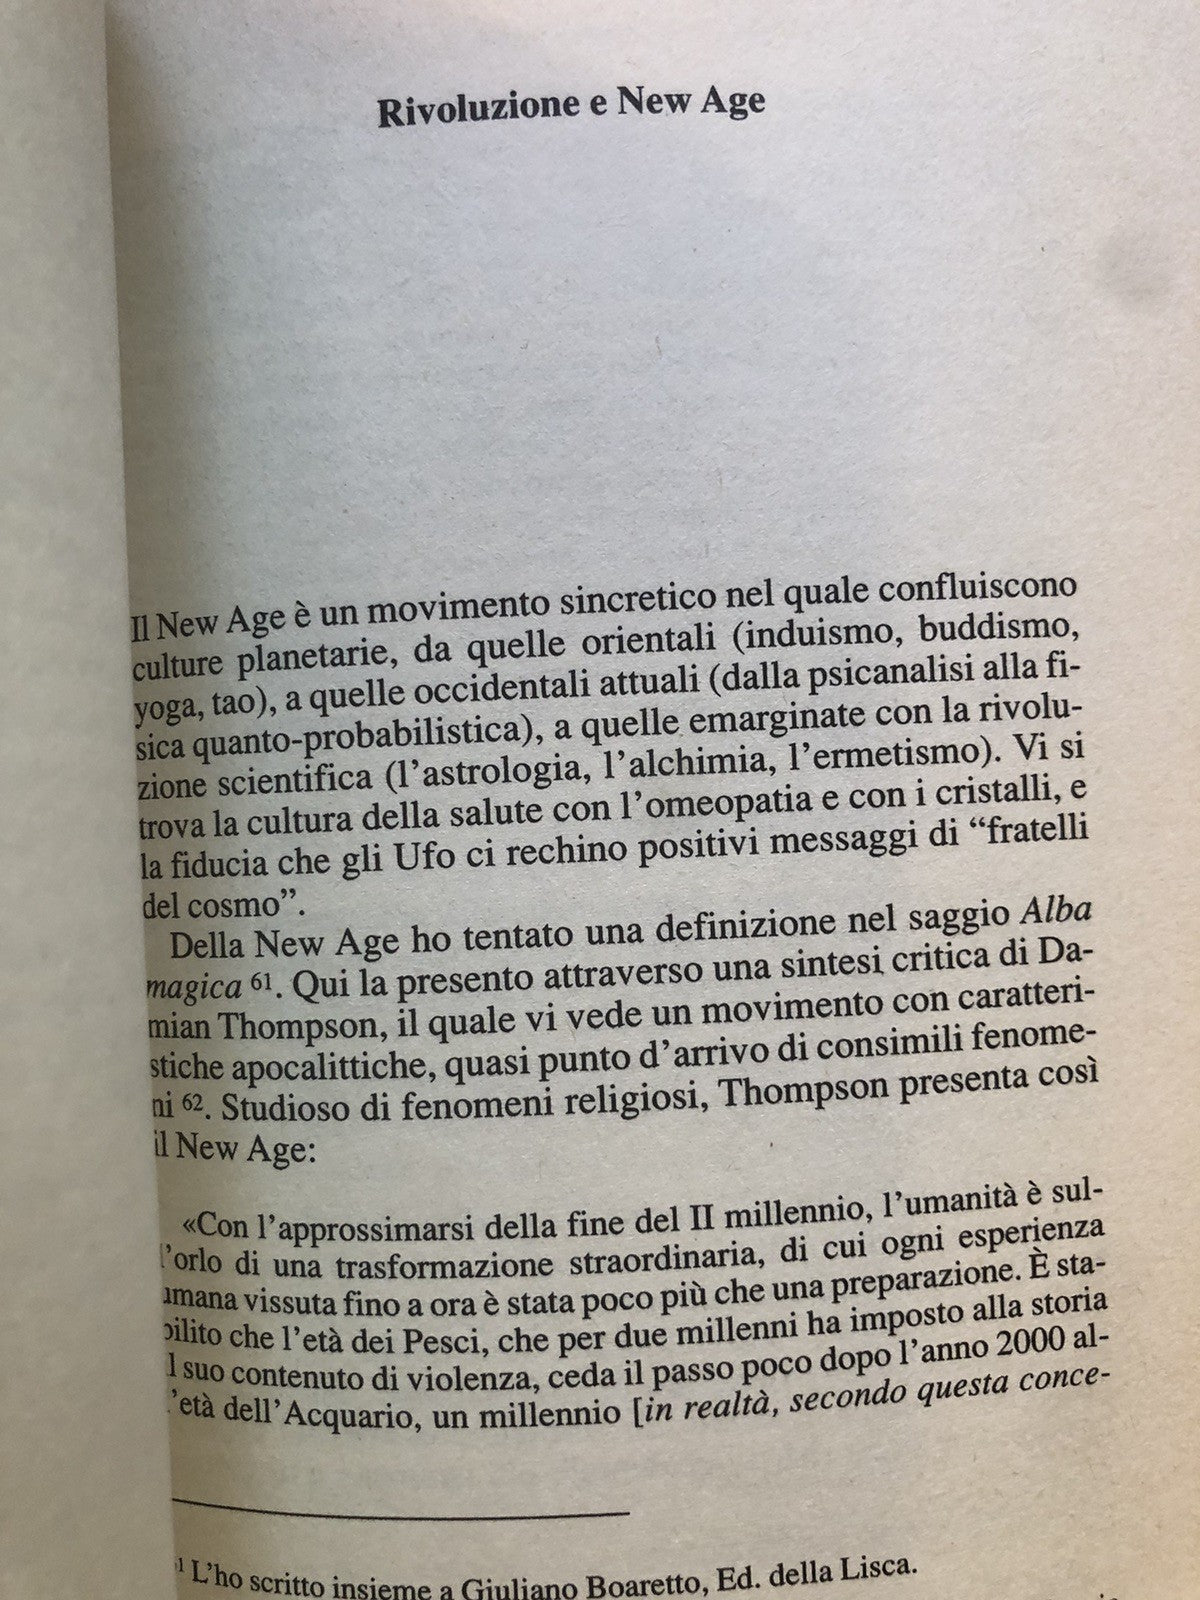 Rivoluzione e New Age
Il New Age è un movimento sincretico nel quale confluiscono
culture planetarie, da quelle orientali (induismo, buddismo,
yoga, tao), a quelle occidentali attuali (dalla psicanalisi alla fi-
sica quanto-probabilistica), a quelle emarginate con la rivolu-
zione scientifica (l'astrologia, l'alchimia, l'ermetismo). Vi si
trova la cultura della salute con l'omeopatia e con i cristalli, e
la fiducia che gli Ufo ci rechino positivi messaggi di “fratelli
del cosmo”.
Della New Age ho tentato una definizione nel saggio Alba
magica 61. Qui la presento attraverso una sintesi critica di Da-
mian Thompson, il quale vi vede un movimento con caratteri-
stiche apocalittiche, quasi punto d'arrivo di consimili fenome-
ni 62. Studioso di fenomeni religiosi, Thompson presenta così
il New Age:
«Con l'approssimarsi della fine del II millennio, l'umanità è sul-
l'orlo di una trasformazione straordinaria, di cui ogni esperienza
umana vissuta fino a ora è stata poco più che una preparazione. È sta-
bilito che l'età dei Pesci, che per due millenni ha imposto alla storia
l suo contenuto di violenza, ceda il passo poco dopo l'anno 2000 al-
l'età dell'Acquario, un millennio [in realtà, secondo questa conce-
61 L'ho scritto insieme a Giuliano Boaretto, Ed. della Lisca.